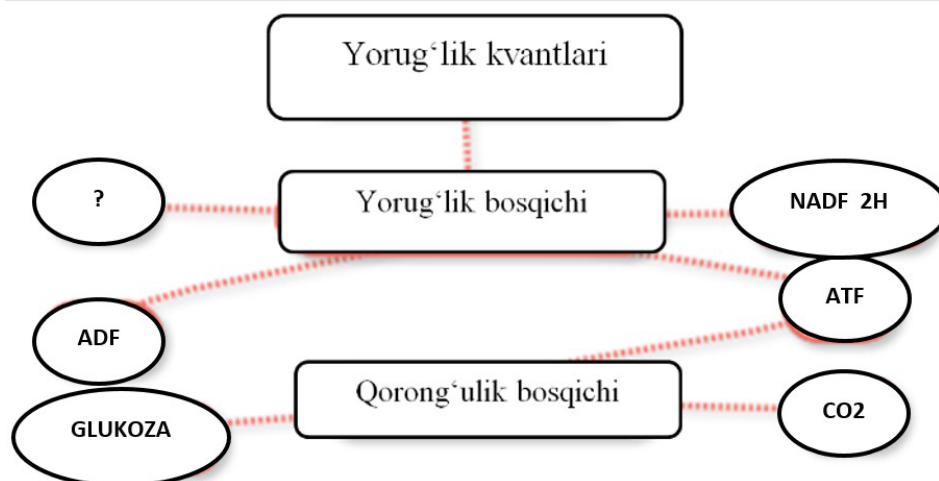 Yorug‘lik kvantlari
?
Yorug‘lik bosqichi
NADF 2H
ADF
ATF
GLUKOZA
Qorong‘ulik bosqichi
CO2